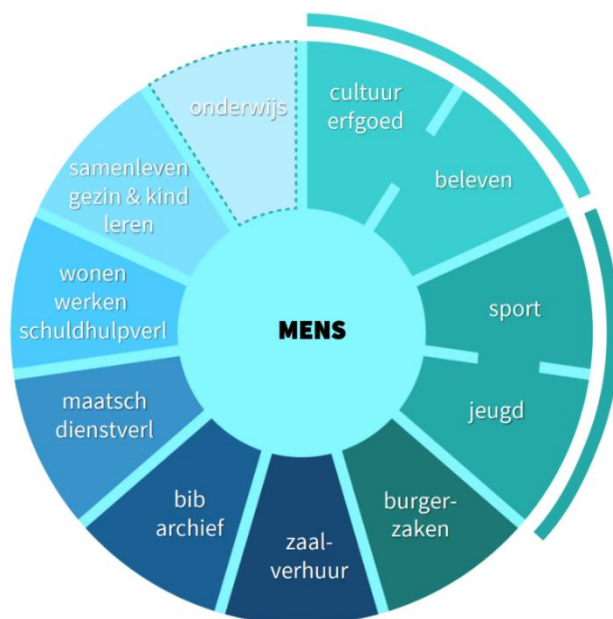 onderwijs
cultuur
erfgoed
beleven
samenleven
gezin & kind
leren
wonen
werken
schuldhulpverl
MENS
sport
jeugd
maatsch
dienstverl
bib
archief
zaal-
verhuur
burger-
zaken